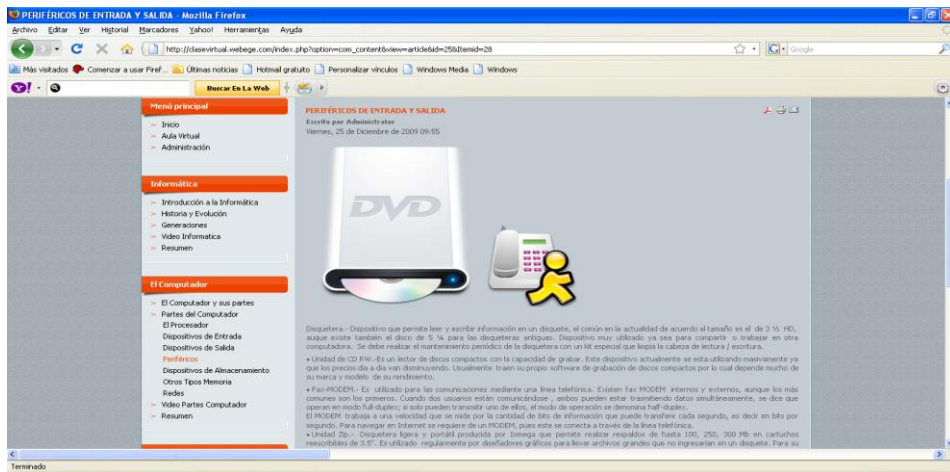 PERIFÉRICOS DE ENTRADA Y SALIDA - Mozilla Firefox
Archivo Editar Ver Historial Marcadores Yahoo! Herramientas Ayuda
http://clasevirtual.webege.com/index.php?option=com_content&view=article&id=25&Itemid=28
Google
Más visitados Comenzar a usar Firef... Últimas noticias Hotmail gratuito Personalizar vínculos Windows Media Windows
Buscar En La Web
Menú principal
Inicio
Aula Virtual
Administración
Informática
Introducción a la Informática
Historia y Evolución
Generaciones
Video Informatica
Resumen
El Computador
El Computador y sus partes
Partes del Computador
El Procesador
Dispositivos de Entrada
Dispositivos de Salida
Periféricos
Dispositivos de Almacenamiento
Otros Tipos Memoria
Redes
Video Partes Computador
Resumen
PERIFÉRICOS DE ENTRADA Y SALIDA
Escrito por Administrator
Viernes, 25 de Diciembre de 2009 09:55
DVD
Disquetera.- Dispositivo que permite leer y escribir información en un disquete, el común en la actualidad de acuerdo al tamaño es el de 3 ½ HD,
auque existe también el disco de 5 ¼ para las disqueteras antiguas. Dispositivo muy utilizado ya sea para compartir o trabajar en otra
computadora. Se debe realizar el mantenimiento periódico de la disquetera con un kit especial que limpia la cabeza de lectura / escritura.
• Unidad de CD RW.-Es un lector de discos compactos con la capacidad de grabar. Este dispositivo actualmente se esta utilizando masivamente ya
que los precios día a día van disminuyendo. Usualmente traen su propio software de grabación de discos compactos por lo cual depende mucho de
su marca y modelo de su rendimiento.
• Fax-MODEM.- Es utilizado para las comunicaciones mediante una línea telefónica. Existen fax MODEM internos y externos, aunque los más
comunes son los primeros. Cuando dos usuarios están comunicándose , ambos pueden estar trasmitendo datos simultáneamente, se dice que
operan en modo full-duplex; si solo pueden transmitir uno de ellos, el modo de operación se denomina half-duplex.
El MODEM trabaja a una velocidad que se mide por la cantidad de bits de información que puede transferir cada segundo, es decir en bits por
segundo. Para navegar en Internet se requiere de un MODEM, pues este se conecta a través de la línea telefónica.
• Unidad Zip.- Disquetera ligera y portátil producida por Iomega que permite realizar respaldos de hasta 100, 250, 300 Mb en cartuchos
reescribibles de 3.5". Es utilizado regularmente por diseñadores gráficos para llevar archivos grandes que no ingresarían en un disquete. Para su
Terminado